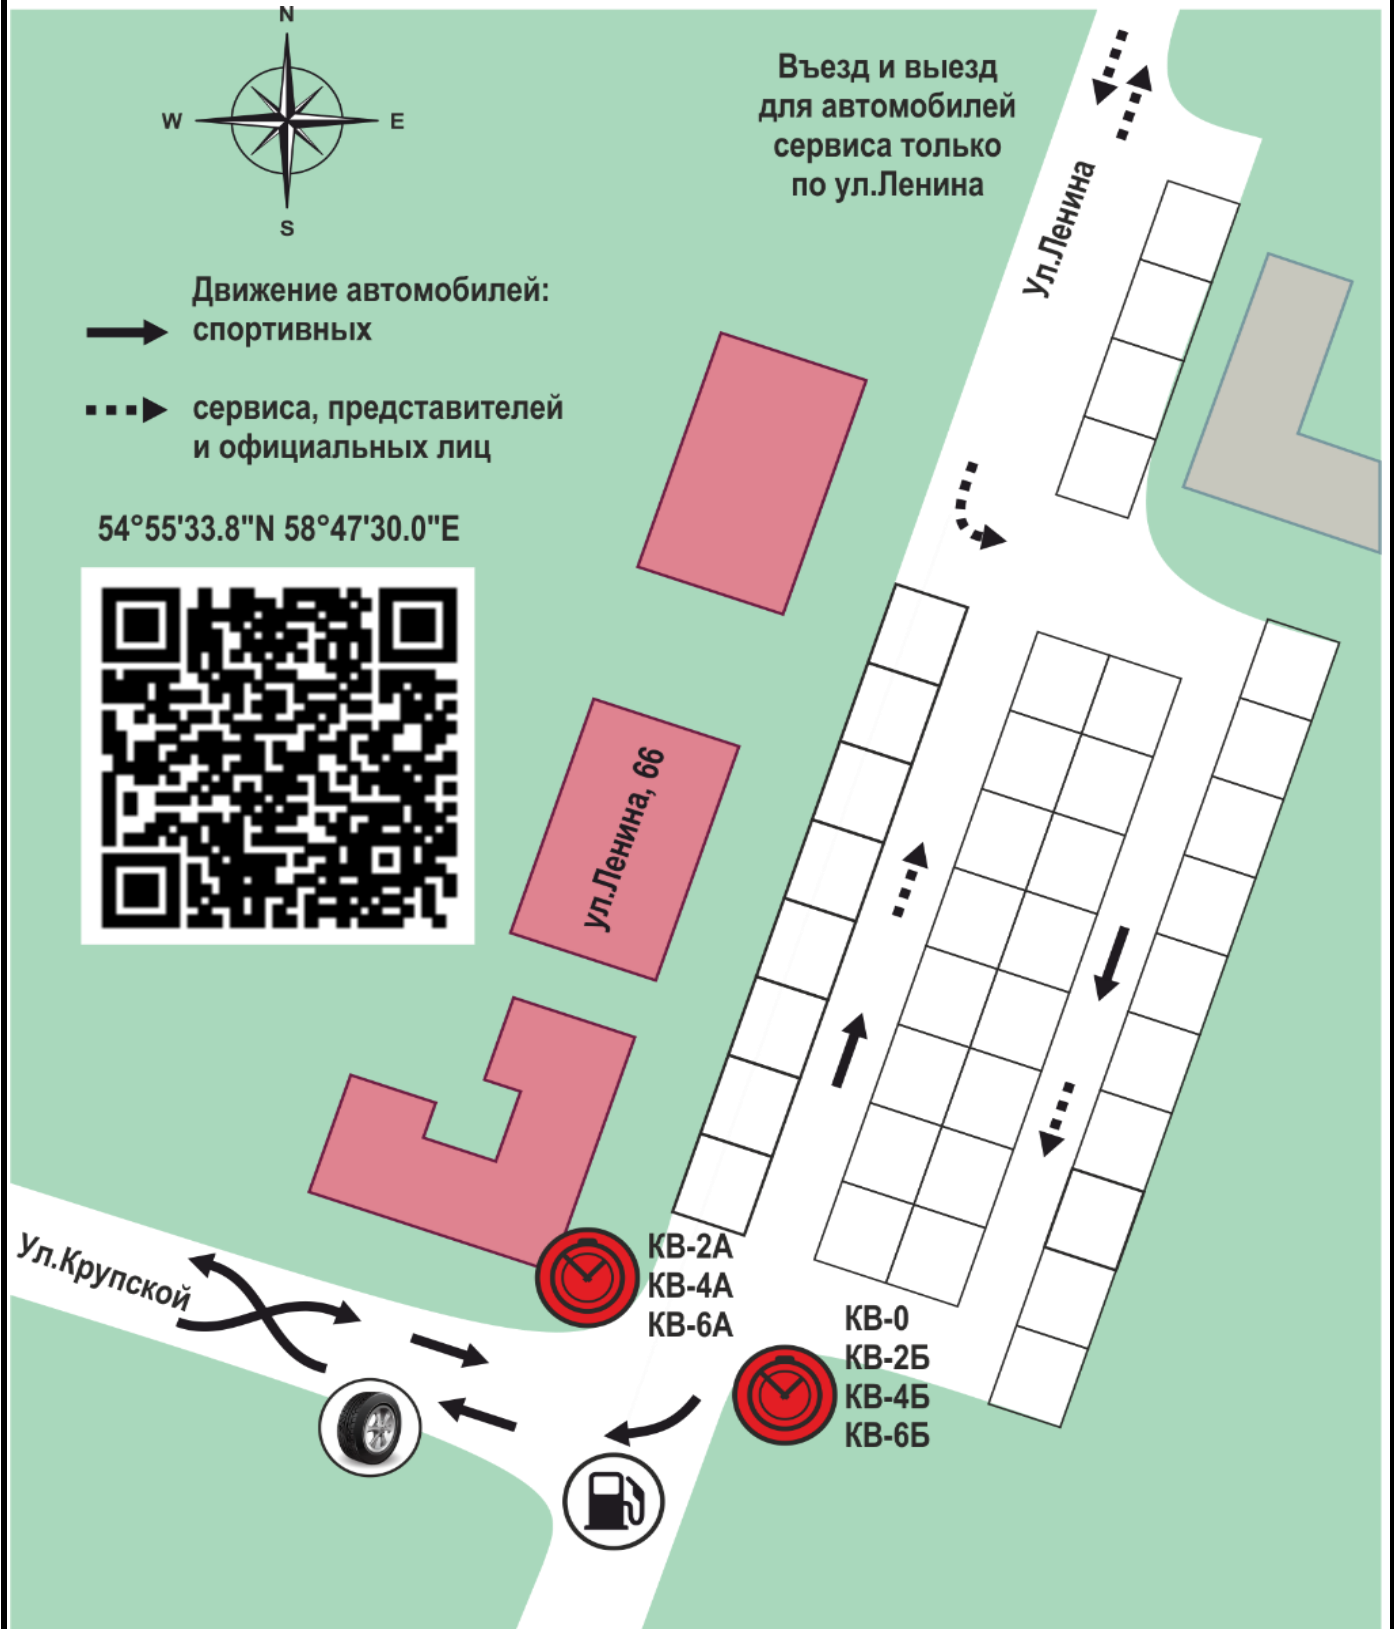 N
W
E
S
Въезд и выезд
для автомобилей
сервиса только
по ул.Ленина
Ул.Ленина
Движение автомобилей:
спортивных
сервиса, представителей
и официальных лиц
54°55'33.8"N 58°47'30.0"E
ул.Ленина, 66
Ул.Крупской
КВ-2А
КВ-4А
КВ-6А
КВ-0
КВ-2Б
КВ-4Б
КВ-6Б